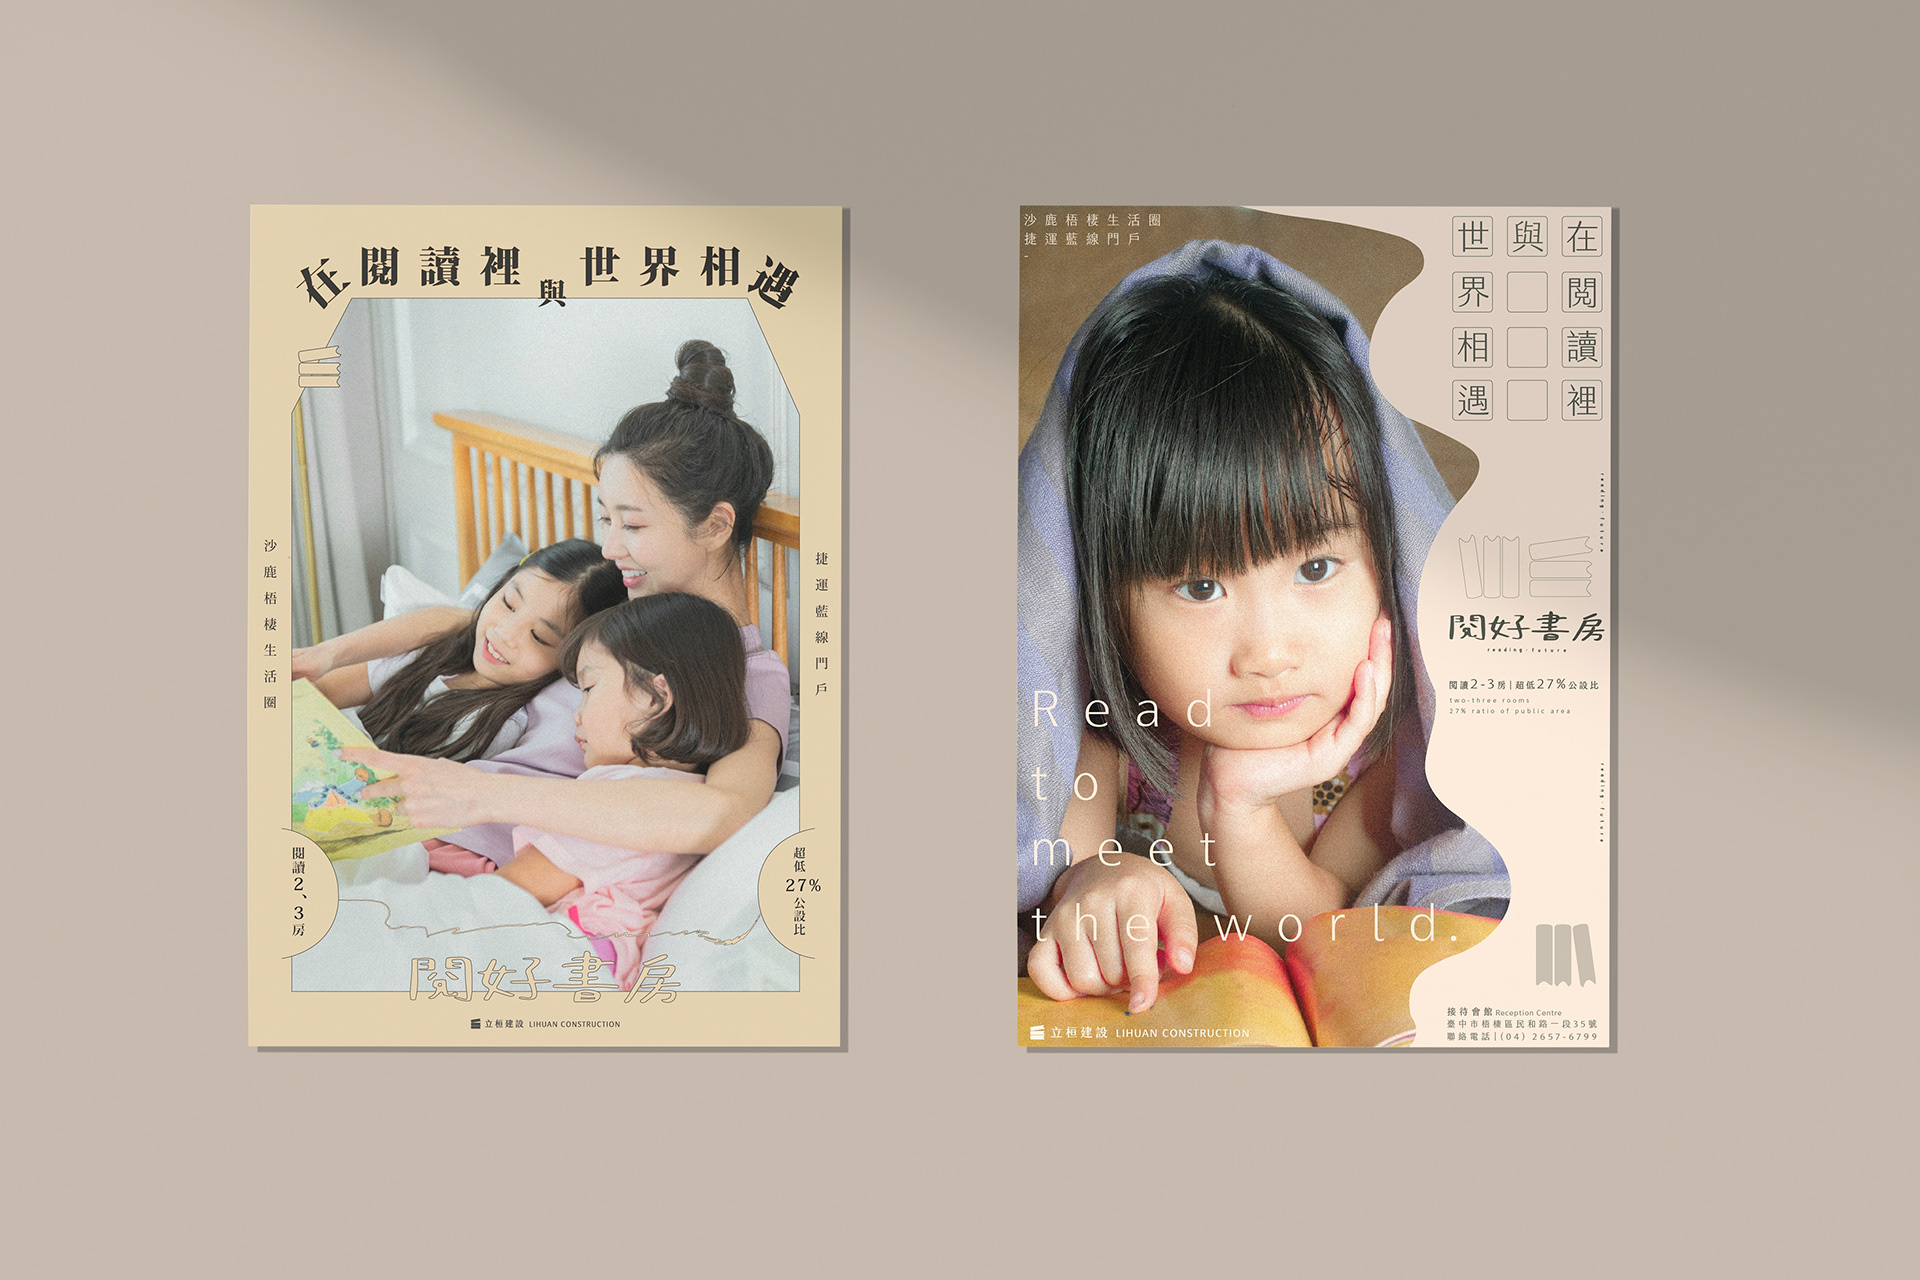 在閱讀裡與世界相遇
沙鹿梧棲生活圈
捷運藍線門戶
閱讀2、3房
超低27%公設比
閱好書房
立桓建設 LIHUAN CONSTRUCTION
沙鹿梧棲生活圈
捷運藍線門戶
在閱讀裡
與
世界相遇
reading·future
閱好書房
reading·future
閱讀2-3房|超低27%公設比
two-three rooms
27% ratio of public area
reading·future
Read
to
meet
the world.
接待會館 Reception Centre
臺中市梧棲區民和路一段35號
聯絡電話|(04) 2657-6799
立桓建設 LIHUAN CONSTRUCTION